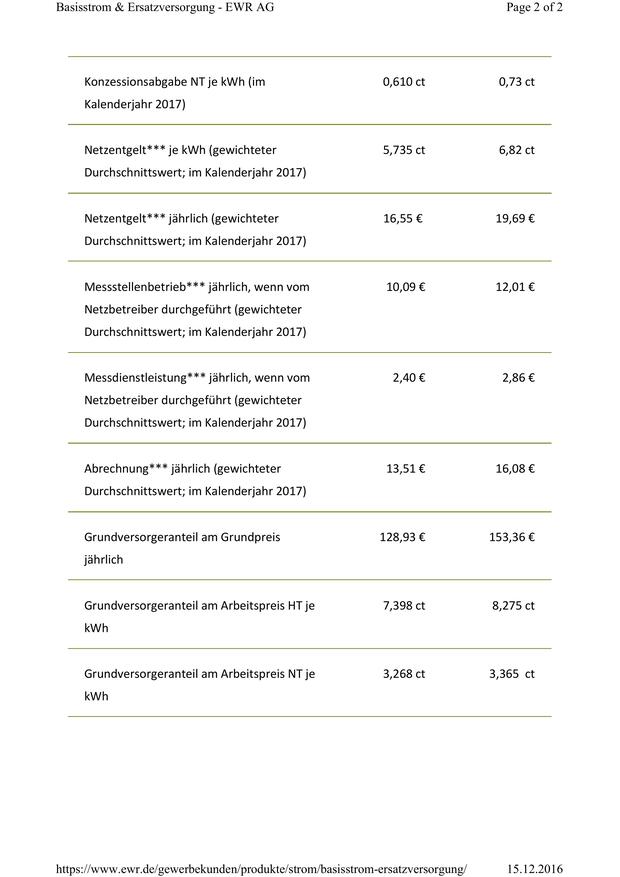 Basisstrom & Ersatzversorgung - EWR AG Page 2 of 2
Konzessionsabgabe NT je kWh (im 0,610 ct 0,73 ct
Kalenderjahr 2017)
Netzentgelt*** je kWh (gewichteter 5,735 ct 6,82 ct
Durchschnittswert; im Kalenderjahr 2017)
Netzentgelt*** jährlich (gewichteter 16,55 € 19,69 €
Durchschnittswert; im Kalenderjahr 2017)
Messstellenbetrieb*** jährlich, wenn vom 10,09 € 12,01 €
Netzbetreiber durchgeführt (gewichteter
Durchschnittswert; im Kalenderjahr 2017)
Messdienstleistung*** jährlich, wenn vom 2,40 € 2,86 €
Netzbetreiber durchgeführt (gewichteter
Durchschnittswert; im Kalenderjahr 2017)
Abrechnung*** jährlich (gewichteter 13,51 € 16,08 €
Durchschnittswert; im Kalenderjahr 2017)
Grundversorgeranteil am Grundpreis 128,93 € 153,36 €
jährlich
Grundversorgeranteil am Arbeitspreis HT je 7,398 ct 8,275 ct
kWh
Grundversorgeranteil am Arbeitspreis NT je 3,268 ct 3,365 ct
kWh
https://www.ewr.de/gewerbekunden/produkte/strom/basisstrom-ersatzversorgung/ 15.12.2016